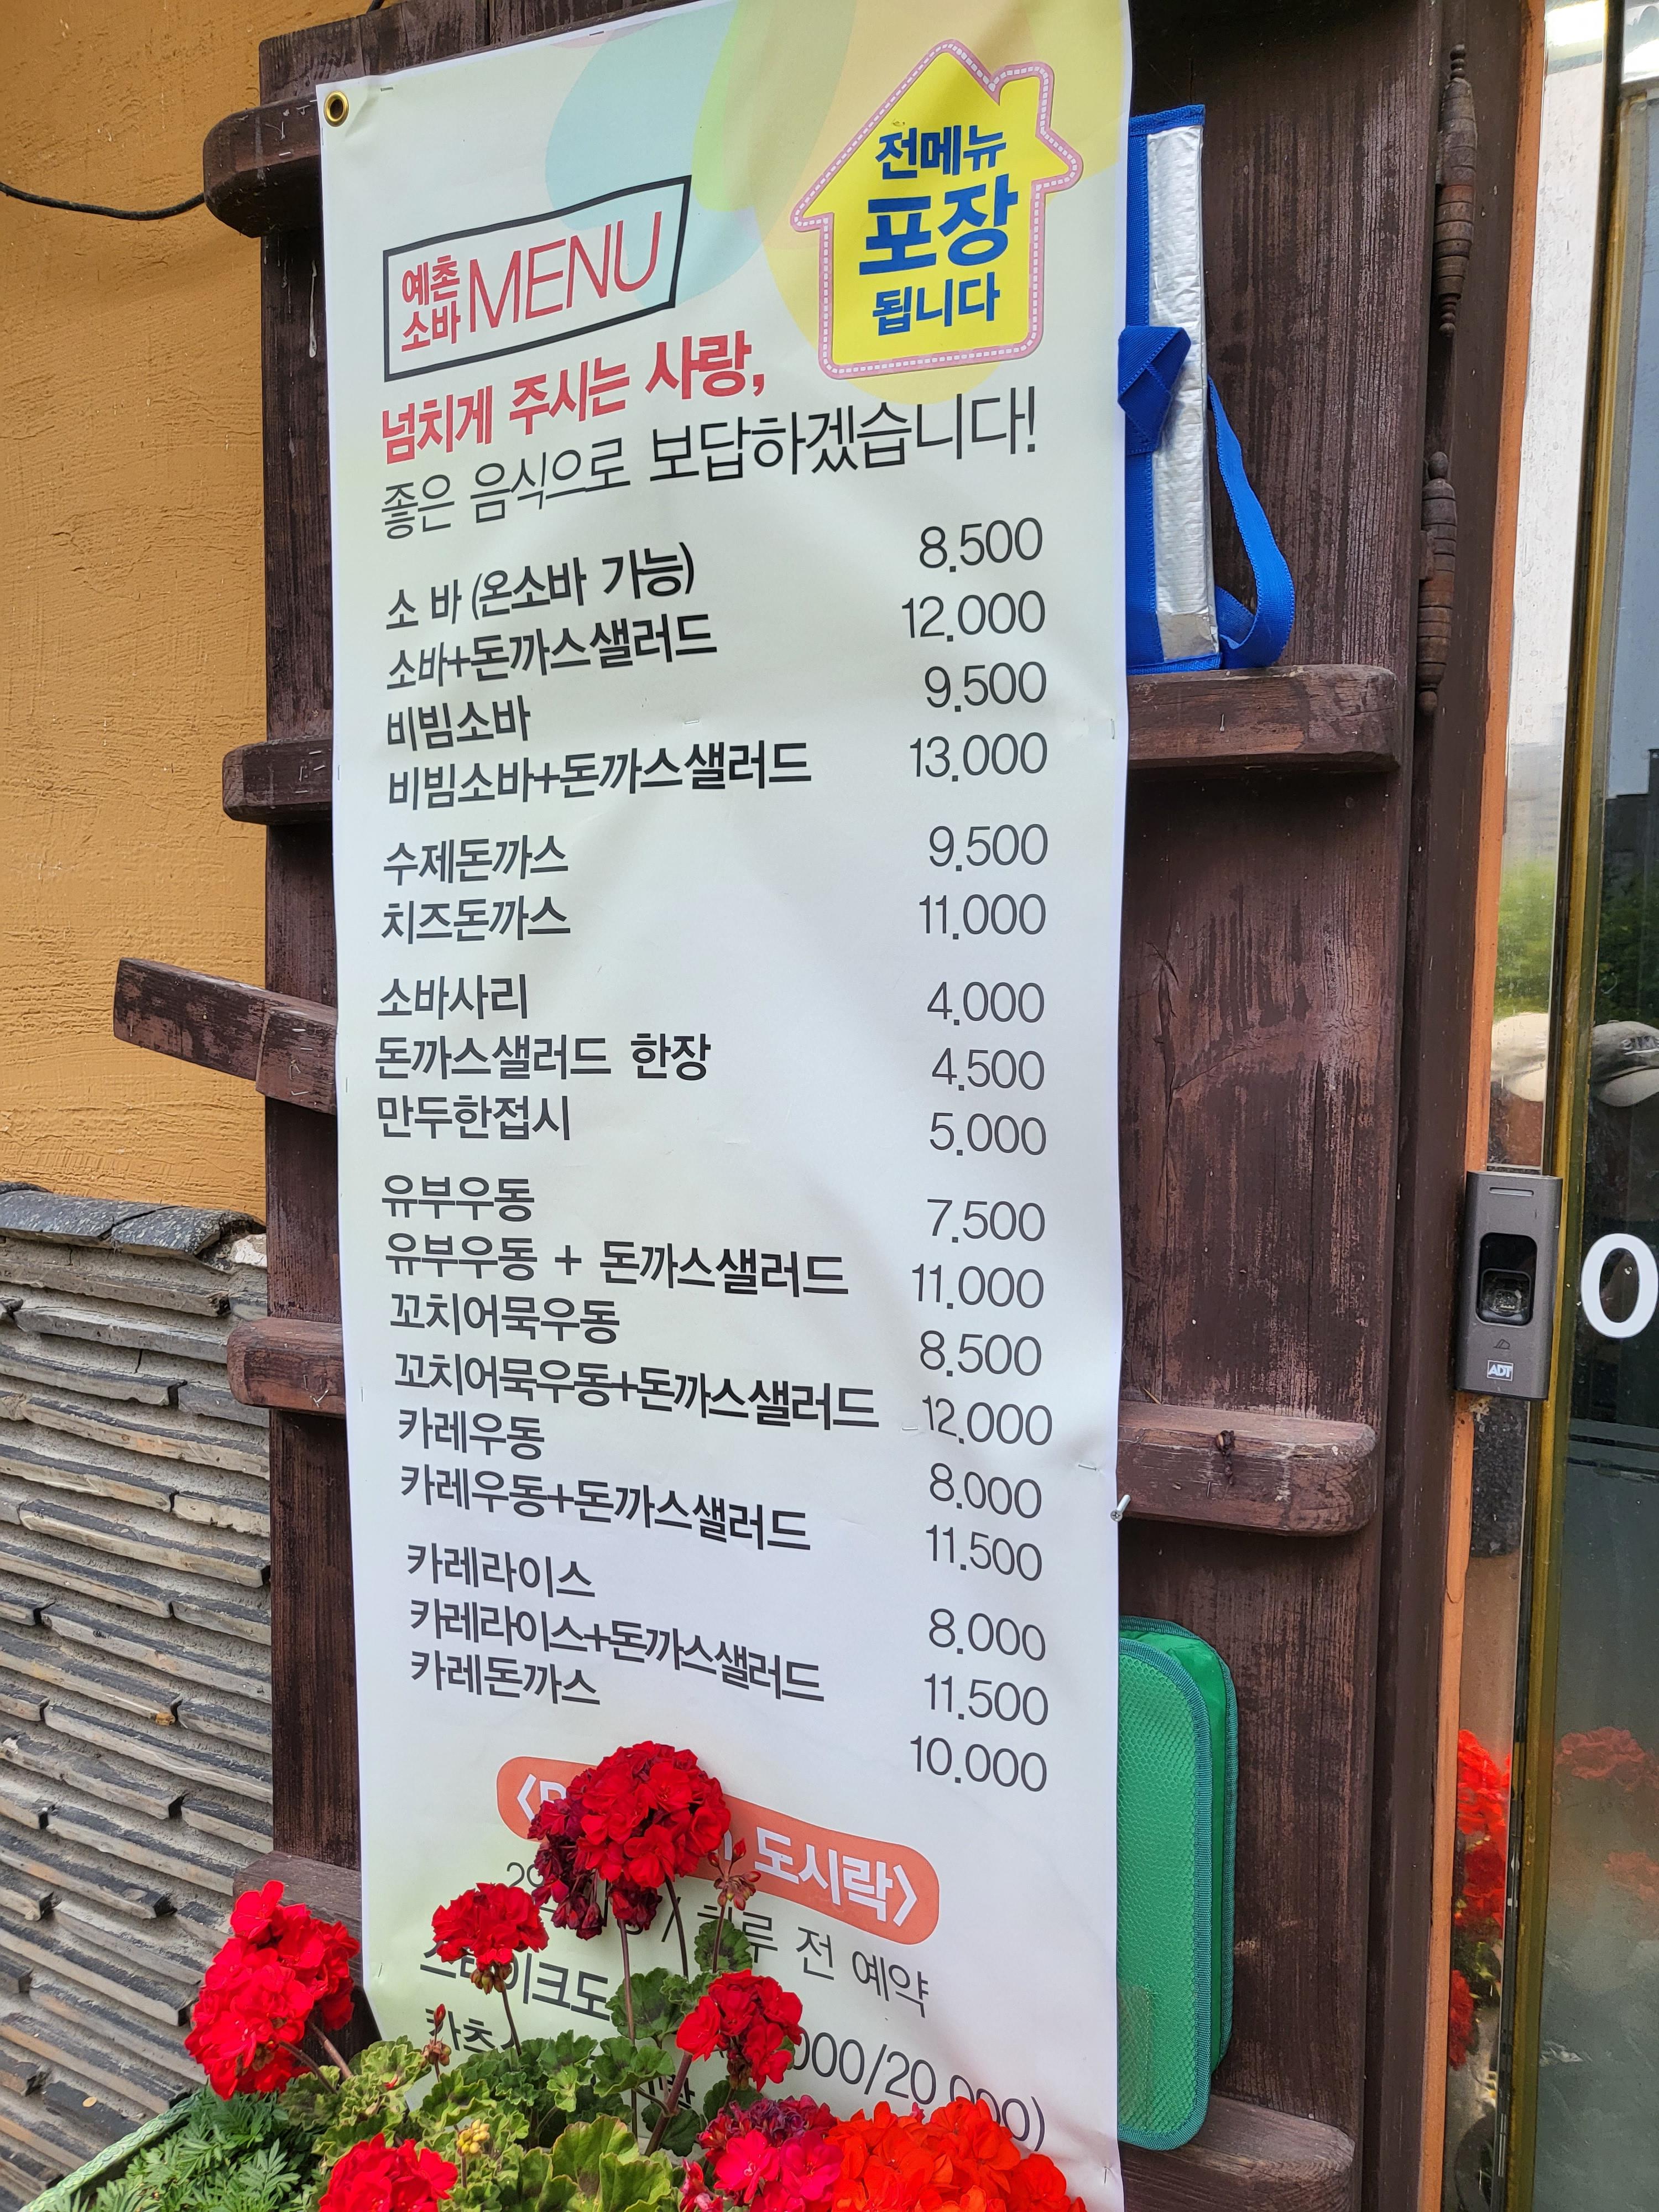 전메뉴
포장
됩니다
예촌
소바 MENU
넘치게 주시는 사랑,
좋은 음식으로 보답하겠습니다!
소 바 (온소바 가능) 8.500
소바+돈까스샐러드 12.000
비빔소바 9.500
비빔소바+돈까스샐러드 13.000
수제돈까스 9.500
치즈돈까스 11.000
소바사리 4.000
돈까스샐러드 한장 4.500
만두한접시 5.000
유부우동 7.500
유부우동 + 돈까스샐러드 11.000
꼬치어묵우동 8.500
꼬치어묵우동+돈까스샐러드 12.000
카레우동 8.000
카레우동+돈까스샐러드 11.500
카레라이스 8.000
카레라이스+돈까스샐러드 11.500
카레돈까스 10.000
도시락>
/ 하루 전 예약
ADT
0